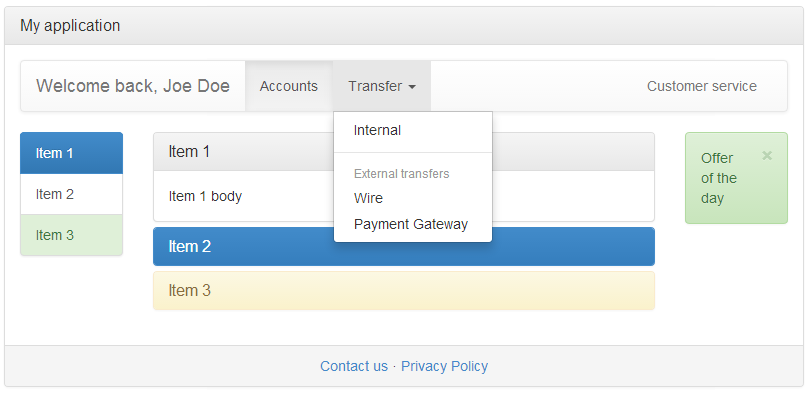 My application
Welcome back, Joe Doe
Accounts
Transfer
Customer service
Internal
External transfers
Wire
Payment Gateway
Item 1
Item 2
Item 3
Item 1
Item 1 body
Item 2
Item 3
Offer
of the
day
×
Contact us · Privacy Policy